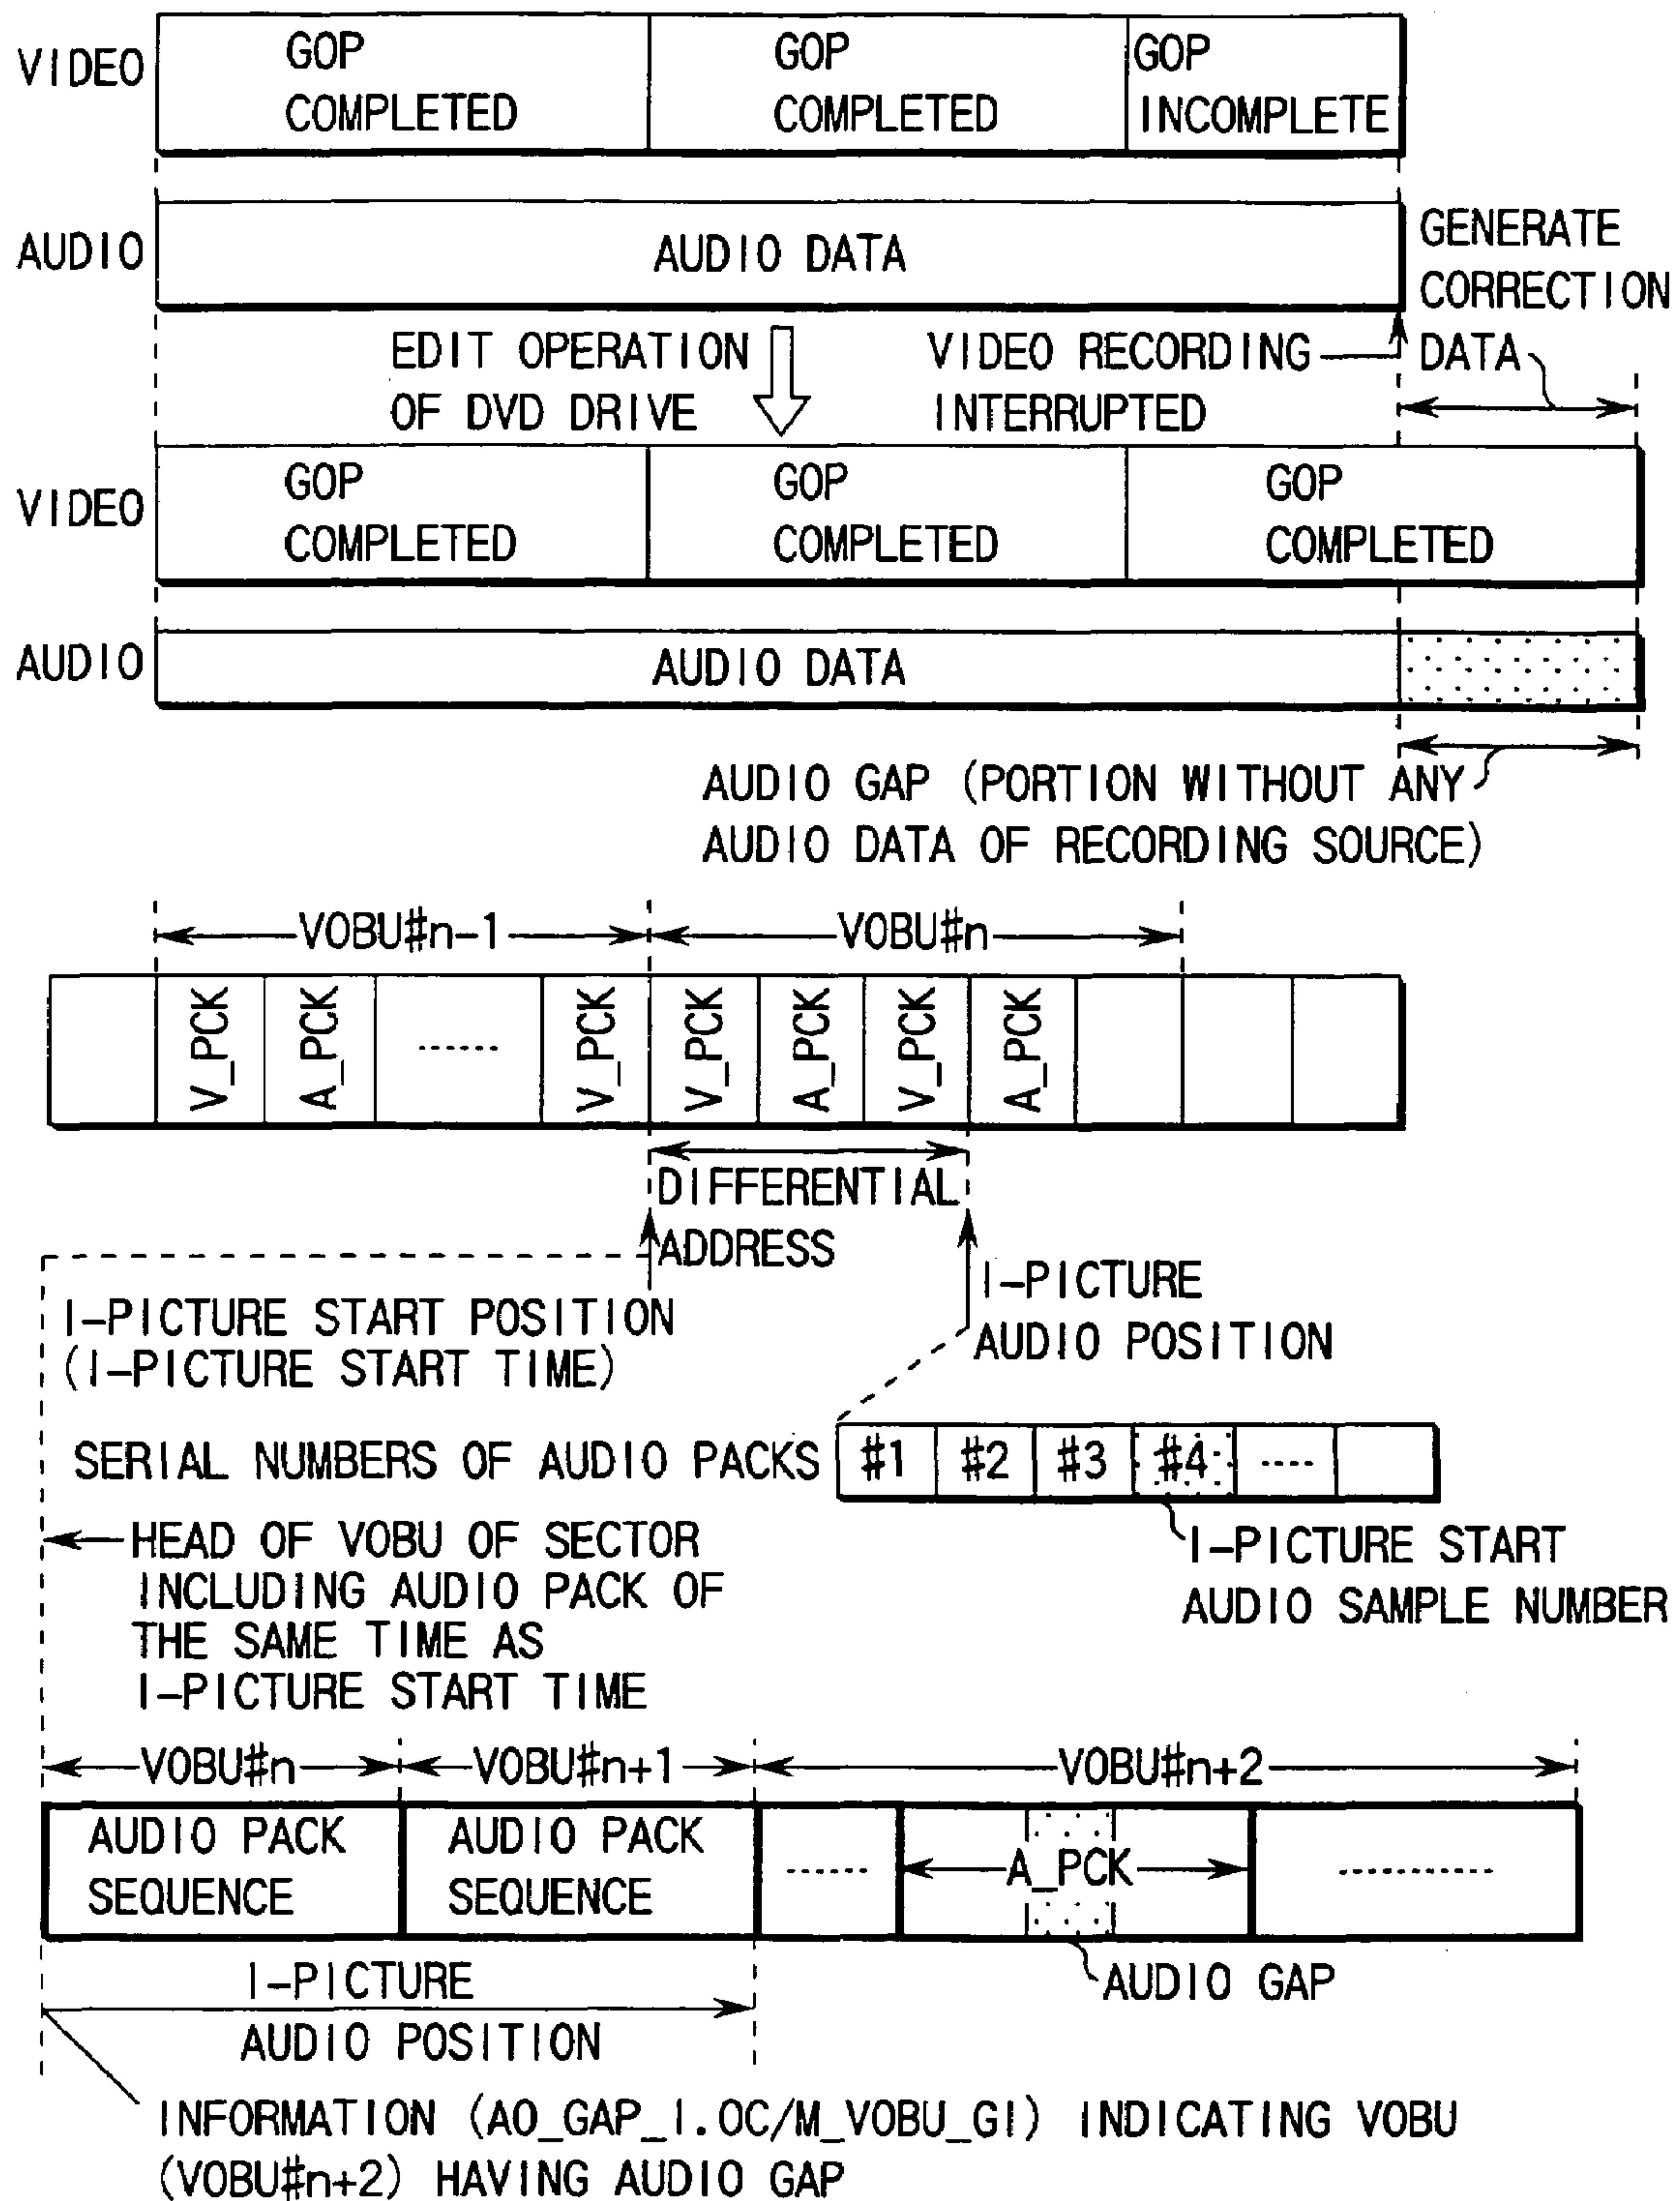 VIDEO
GOP
COMPLETED
GOP
COMPLETED
GOP
INCOMPLETE
AUDIO
AUDIO DATA
GENERATE
CORRECTION
DATA
EDIT OPERATION
OF DVD DRIVE
VIDEO RECORDING
INTERRUPTED
VIDEO
GOP
COMPLETED
GOP
COMPLETED
GOP
COMPLETED
AUDIO
AUDIO DATA
AUDIO GAP (PORTION WITHOUT ANY
AUDIO DATA OF RECORDING SOURCE)
VOBU#n-1
VOBU#n
V_PCK
A_PCK
......
V_PCK
V_PCK
A_PCK
V_PCK
A_PCK
DIFFERENTIAL
ADDRESS
I-PICTURE START POSITION
(I-PICTURE START TIME)
I-PICTURE
AUDIO POSITION
SERIAL NUMBERS OF AUDIO PACKS
#1
#2
#3
#4
....
I-PICTURE START
AUDIO SAMPLE NUMBER
HEAD OF VOBU OF SECTOR
INCLUDING AUDIO PACK OF
THE SAME TIME AS
I-PICTURE START TIME
VOBU#n
VOBU#n+1
VOBU#n+2
AUDIO PACK
SEQUENCE
AUDIO PACK
SEQUENCE
......
A_PCK
...........
AUDIO GAP
I-PICTURE
AUDIO POSITION
INFORMATION (AO_GAP_I.OC/M_VOBU_GI) INDICATING VOBU
(VOBU#n+2) HAVING AUDIO GAP